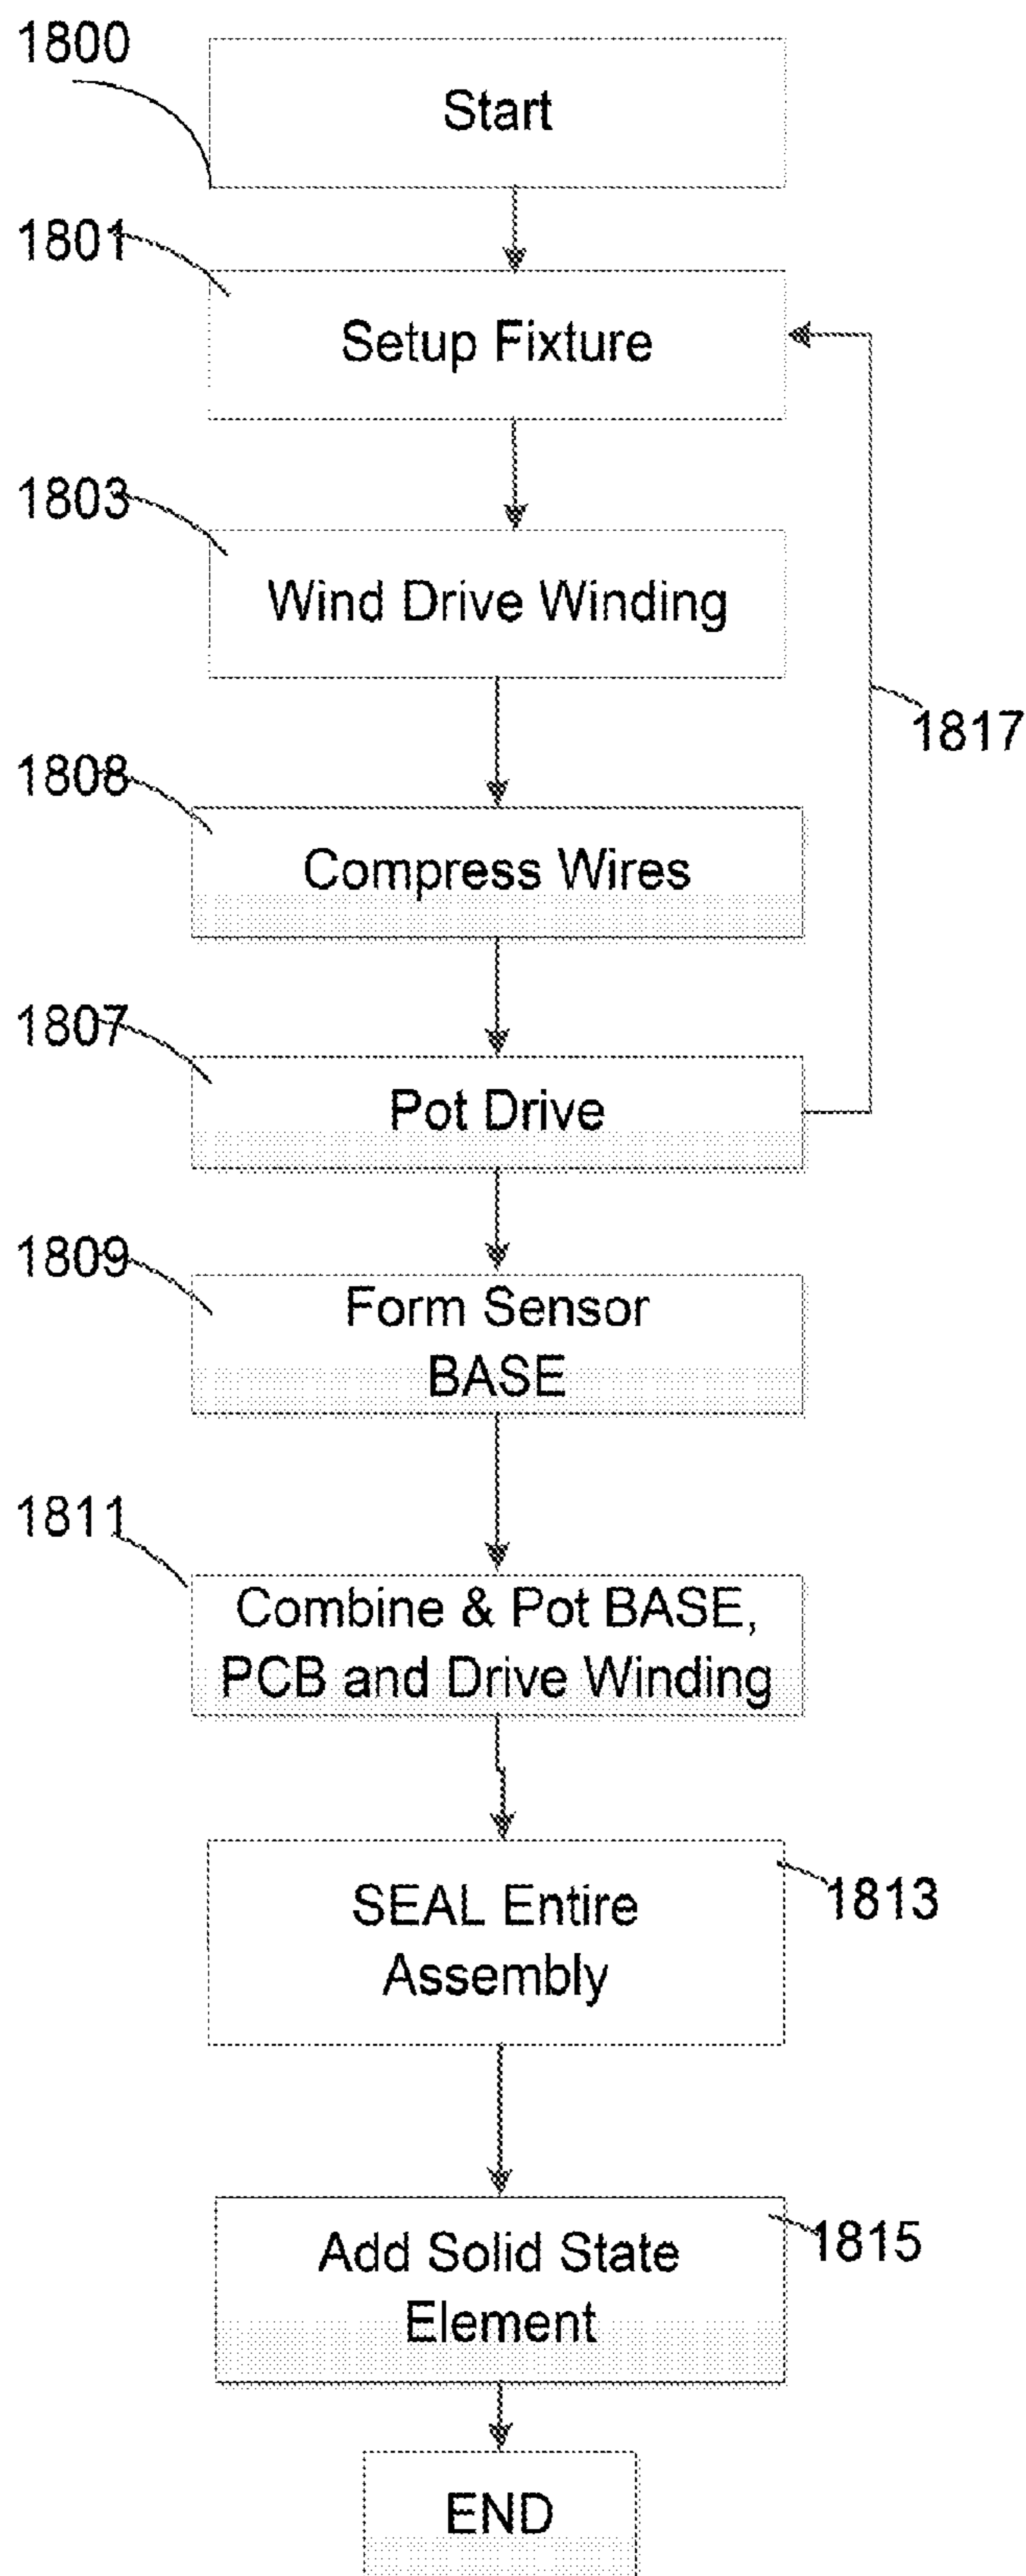 1800
Start
1801
Setup Fixture
1803
Wind Drive Winding
1817
1808
Compress Wires
1807
Pot Drive
1809
Form Sensor
BASE
1811
Combine & Pot BASE,
PCB and Drive Winding
SEAL Entire
Assembly
1813
Add Solid State
Element
1815
END